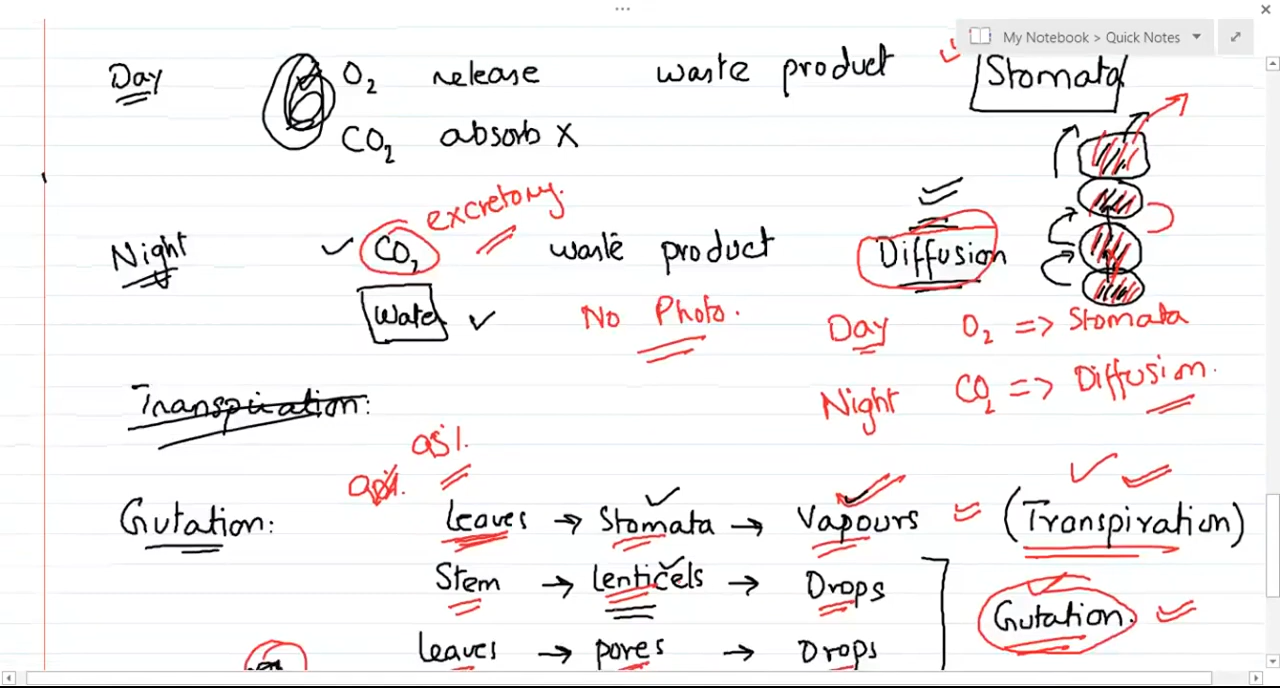 My Notebook > Quick Notes
Day O₂ release waste product Stomata
CO₂ absorb X
excretory.
Night CO₂ waste product Diffusion
Water No Photo. Day O₂ => Stomata
Night CO₂ => Diffusion.
Transpiration:
Gutation: leaves → Stomata → Vapours (Transpiration)
Stem → lenticels → Drops
Gutation.
leaves → pores → Drops